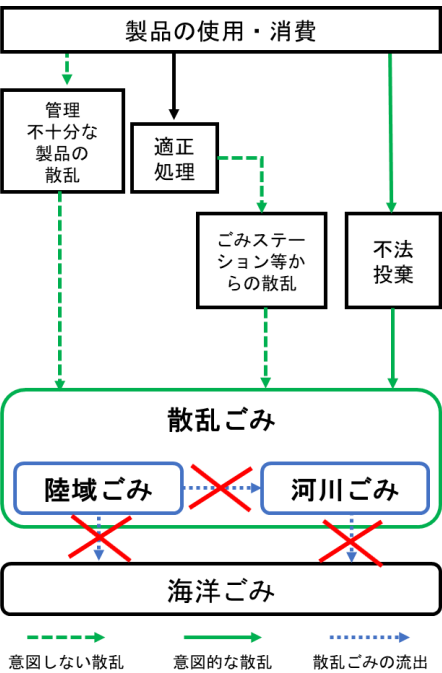 製品の使用・消費
管理
不十分な
製品の
散乱
適正
処理
ごみステー
ション等か
らの散乱
不法
投棄
散乱ごみ
陸域ごみ
河川ごみ
海洋ごみ
意図しない散乱
意図的な散乱
散乱ごみの流出